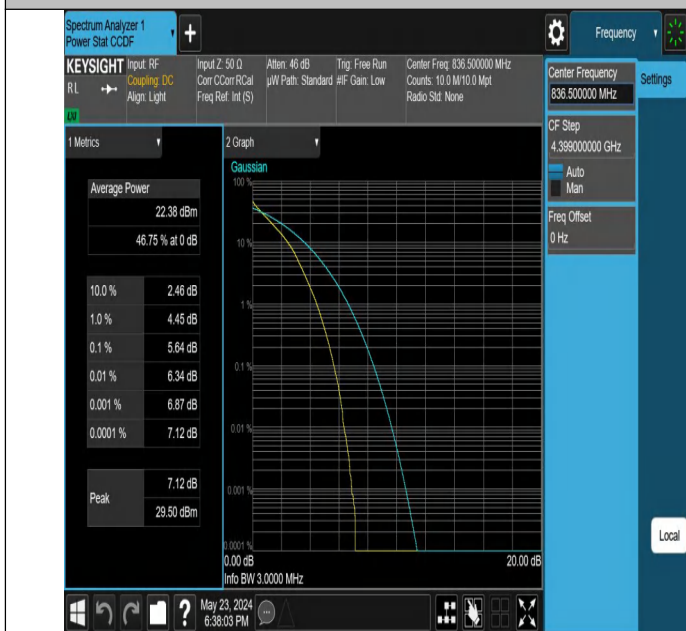 Spectrum Analyzer 1
Power Stat CCDF
+
Frequency
KEYSIGHT
RL
LXI
Input: RF
Coupling: DC
Align: Light
Input Z: 50 Ω
Corr CCorr RCal
Freq Ref: Int (S)
Atten: 46 dB
µW Path: Standard
Trig: Free Run
#IF Gain: Low
Center Freq: 836.500000 MHz
Counts: 10.0 M/10.0 Mpt
Radio Std: None
Center Frequency
836.500000 MHz
Settings
CF Step
4.399000000 GHz
Auto
Man
Freq Offset
0 Hz
1 Metrics
Average Power
22.38 dBm
46.75 % at 0 dB
10.0 % 2.46 dB
1.0 % 4.45 dB
0.1 % 5.64 dB
0.01 % 6.34 dB
0.001 % 6.87 dB
0.0001 % 7.12 dB
Peak
7.12 dB
29.50 dBm
2 Graph
Gaussian
100 %
10 %
1 %
0.1 %
0.01 %
0.001 %
0.0001 %
0.00 dB 20.00 dB
Info BW 3.0000 MHz
Local
?
May 23, 2024
6:38:03 PM